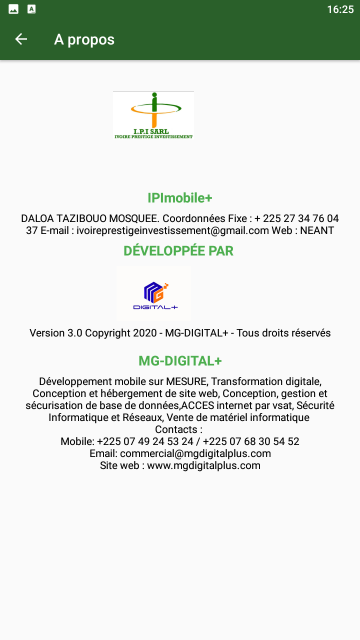 16:25
A propos
I.P.I SARL
IVOIRE PRESTIGE INVESTISSEMENT
IPImobile+
DALOA TAZIBOUO MOSQUEE. Coordonnées Fixe : + 225 27 34 76 04
37 E-mail : ivoireprestigeinvestissement@gmail.com Web : NEANT
DÉVELOPPÉE PAR
DIGITAL+
Version 3.0 Copyright 2020 - MG-DIGITAL+ - Tous droits réservés
MG-DIGITAL+
Développement mobile sur MESURE, Transformation digitale,
Conception et hébergement de site web, Conception, gestion et
sécurisation de base de données,ACCES internet par vsat, Sécurité
Informatique et Réseaux, Vente de matériel informatique
Contacts :
Mobile: +225 07 49 24 53 24 / +225 07 68 30 54 52
Email: commercial@mgdigitalplus.com
Site web : www.mgdigitalplus.com